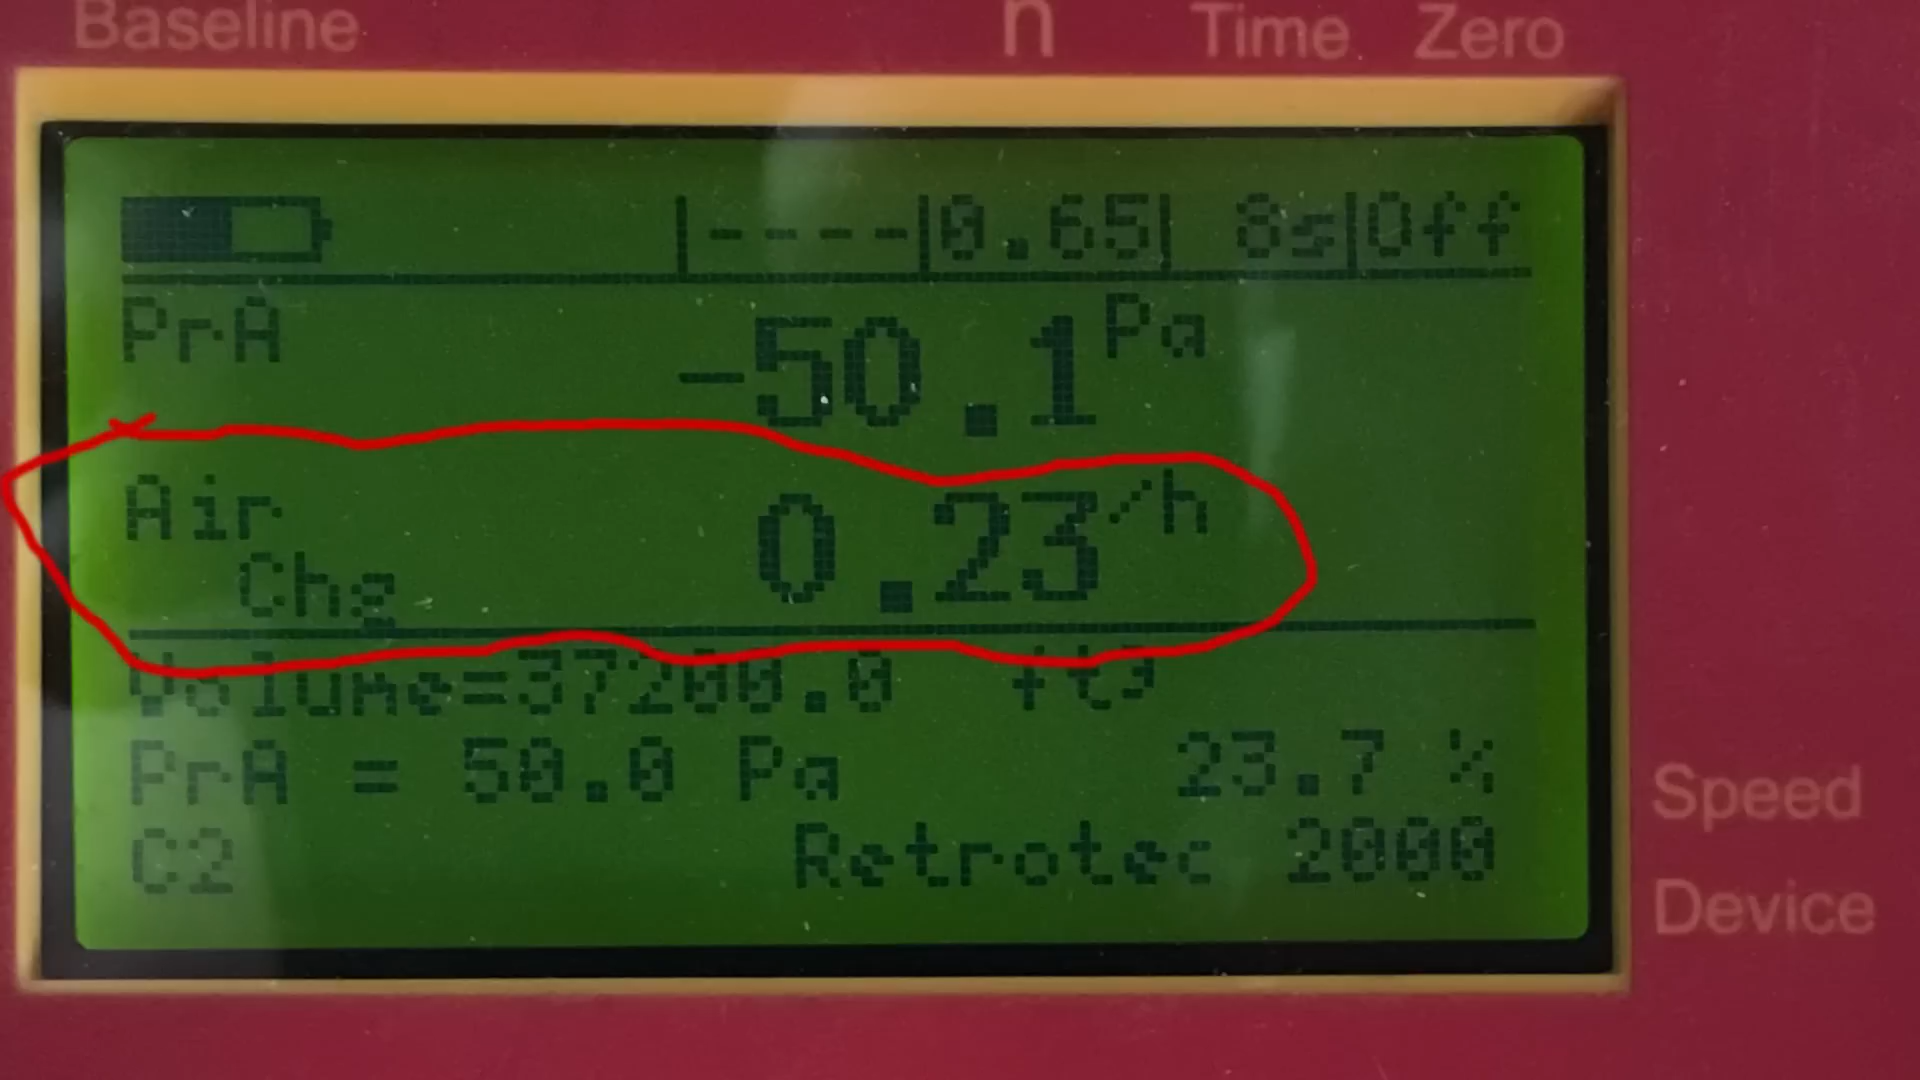 Baseline n Time Zero
|----|0.65| 8s|Off
PrA -50.1 Pa
Air
Chg 0.23 /h
Volume=37200.0 ft3
PrA = 50.0 Pa 23.7 %
Speed
C2 Retrotec 2000
Device